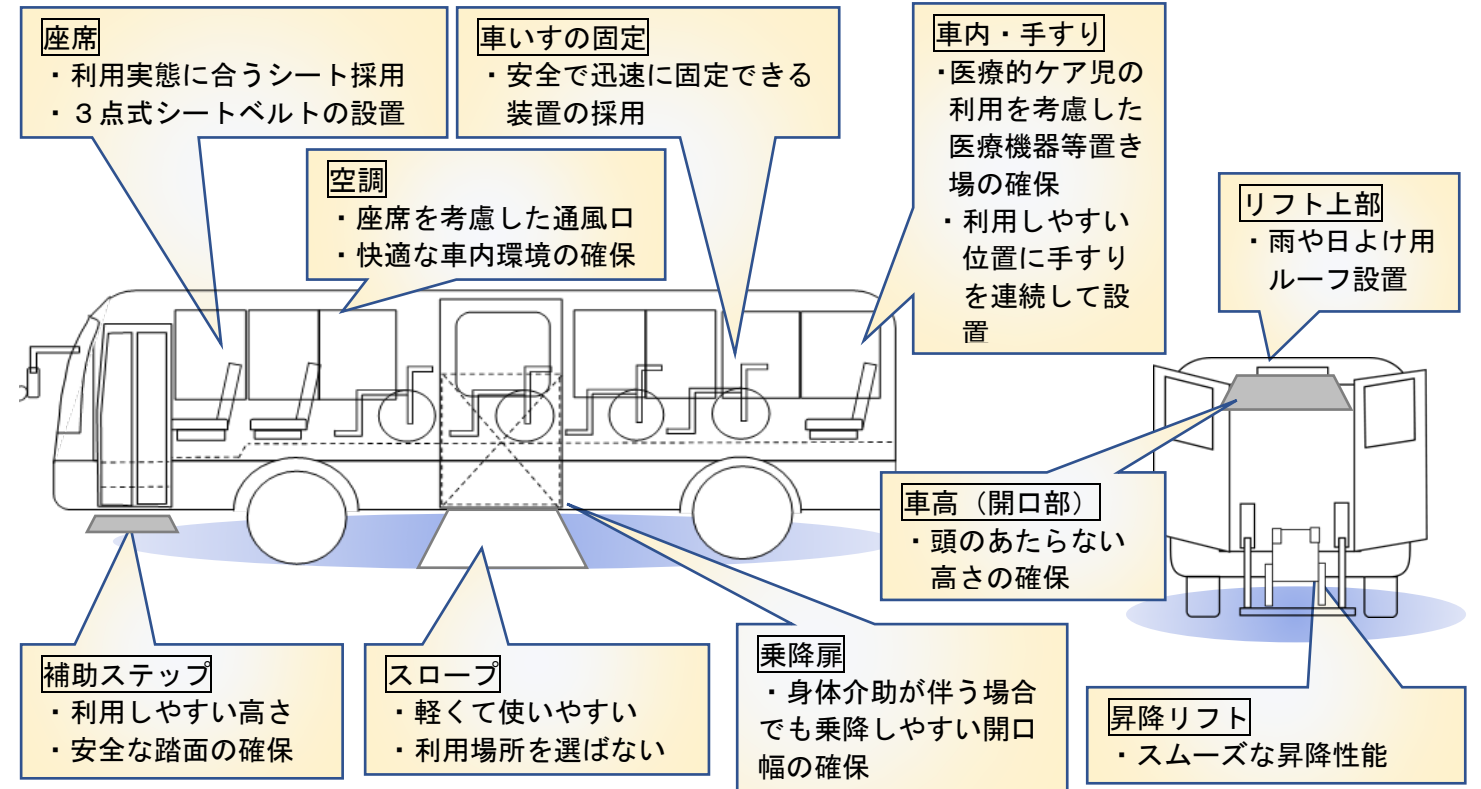 座席
・利用実態に合うシート採用
・３点式シートベルトの設置
車いすの固定
・安全で迅速に固定できる
装置の採用
車内・手すり
・医療的ケア児の
利用を考慮した
医療機器等置き
場の確保
・利用しやすい
位置に手すり
を連続して設
置
空調
・座席を考慮した通風口
・快適な車内環境の確保
リフト上部
・雨や日よけ用
ルーフ設置
車高（開口部）
・頭のあたらない
高さの確保
補助ステップ
・利用しやすい高さ
・安全な踏面の確保
スロープ
・軽くて使いやすい
・利用場所を選ばない
乗降扉
・身体介助が伴う場合
でも乗降しやすい開口
幅の確保
昇降リフト
・スムーズな昇降性能